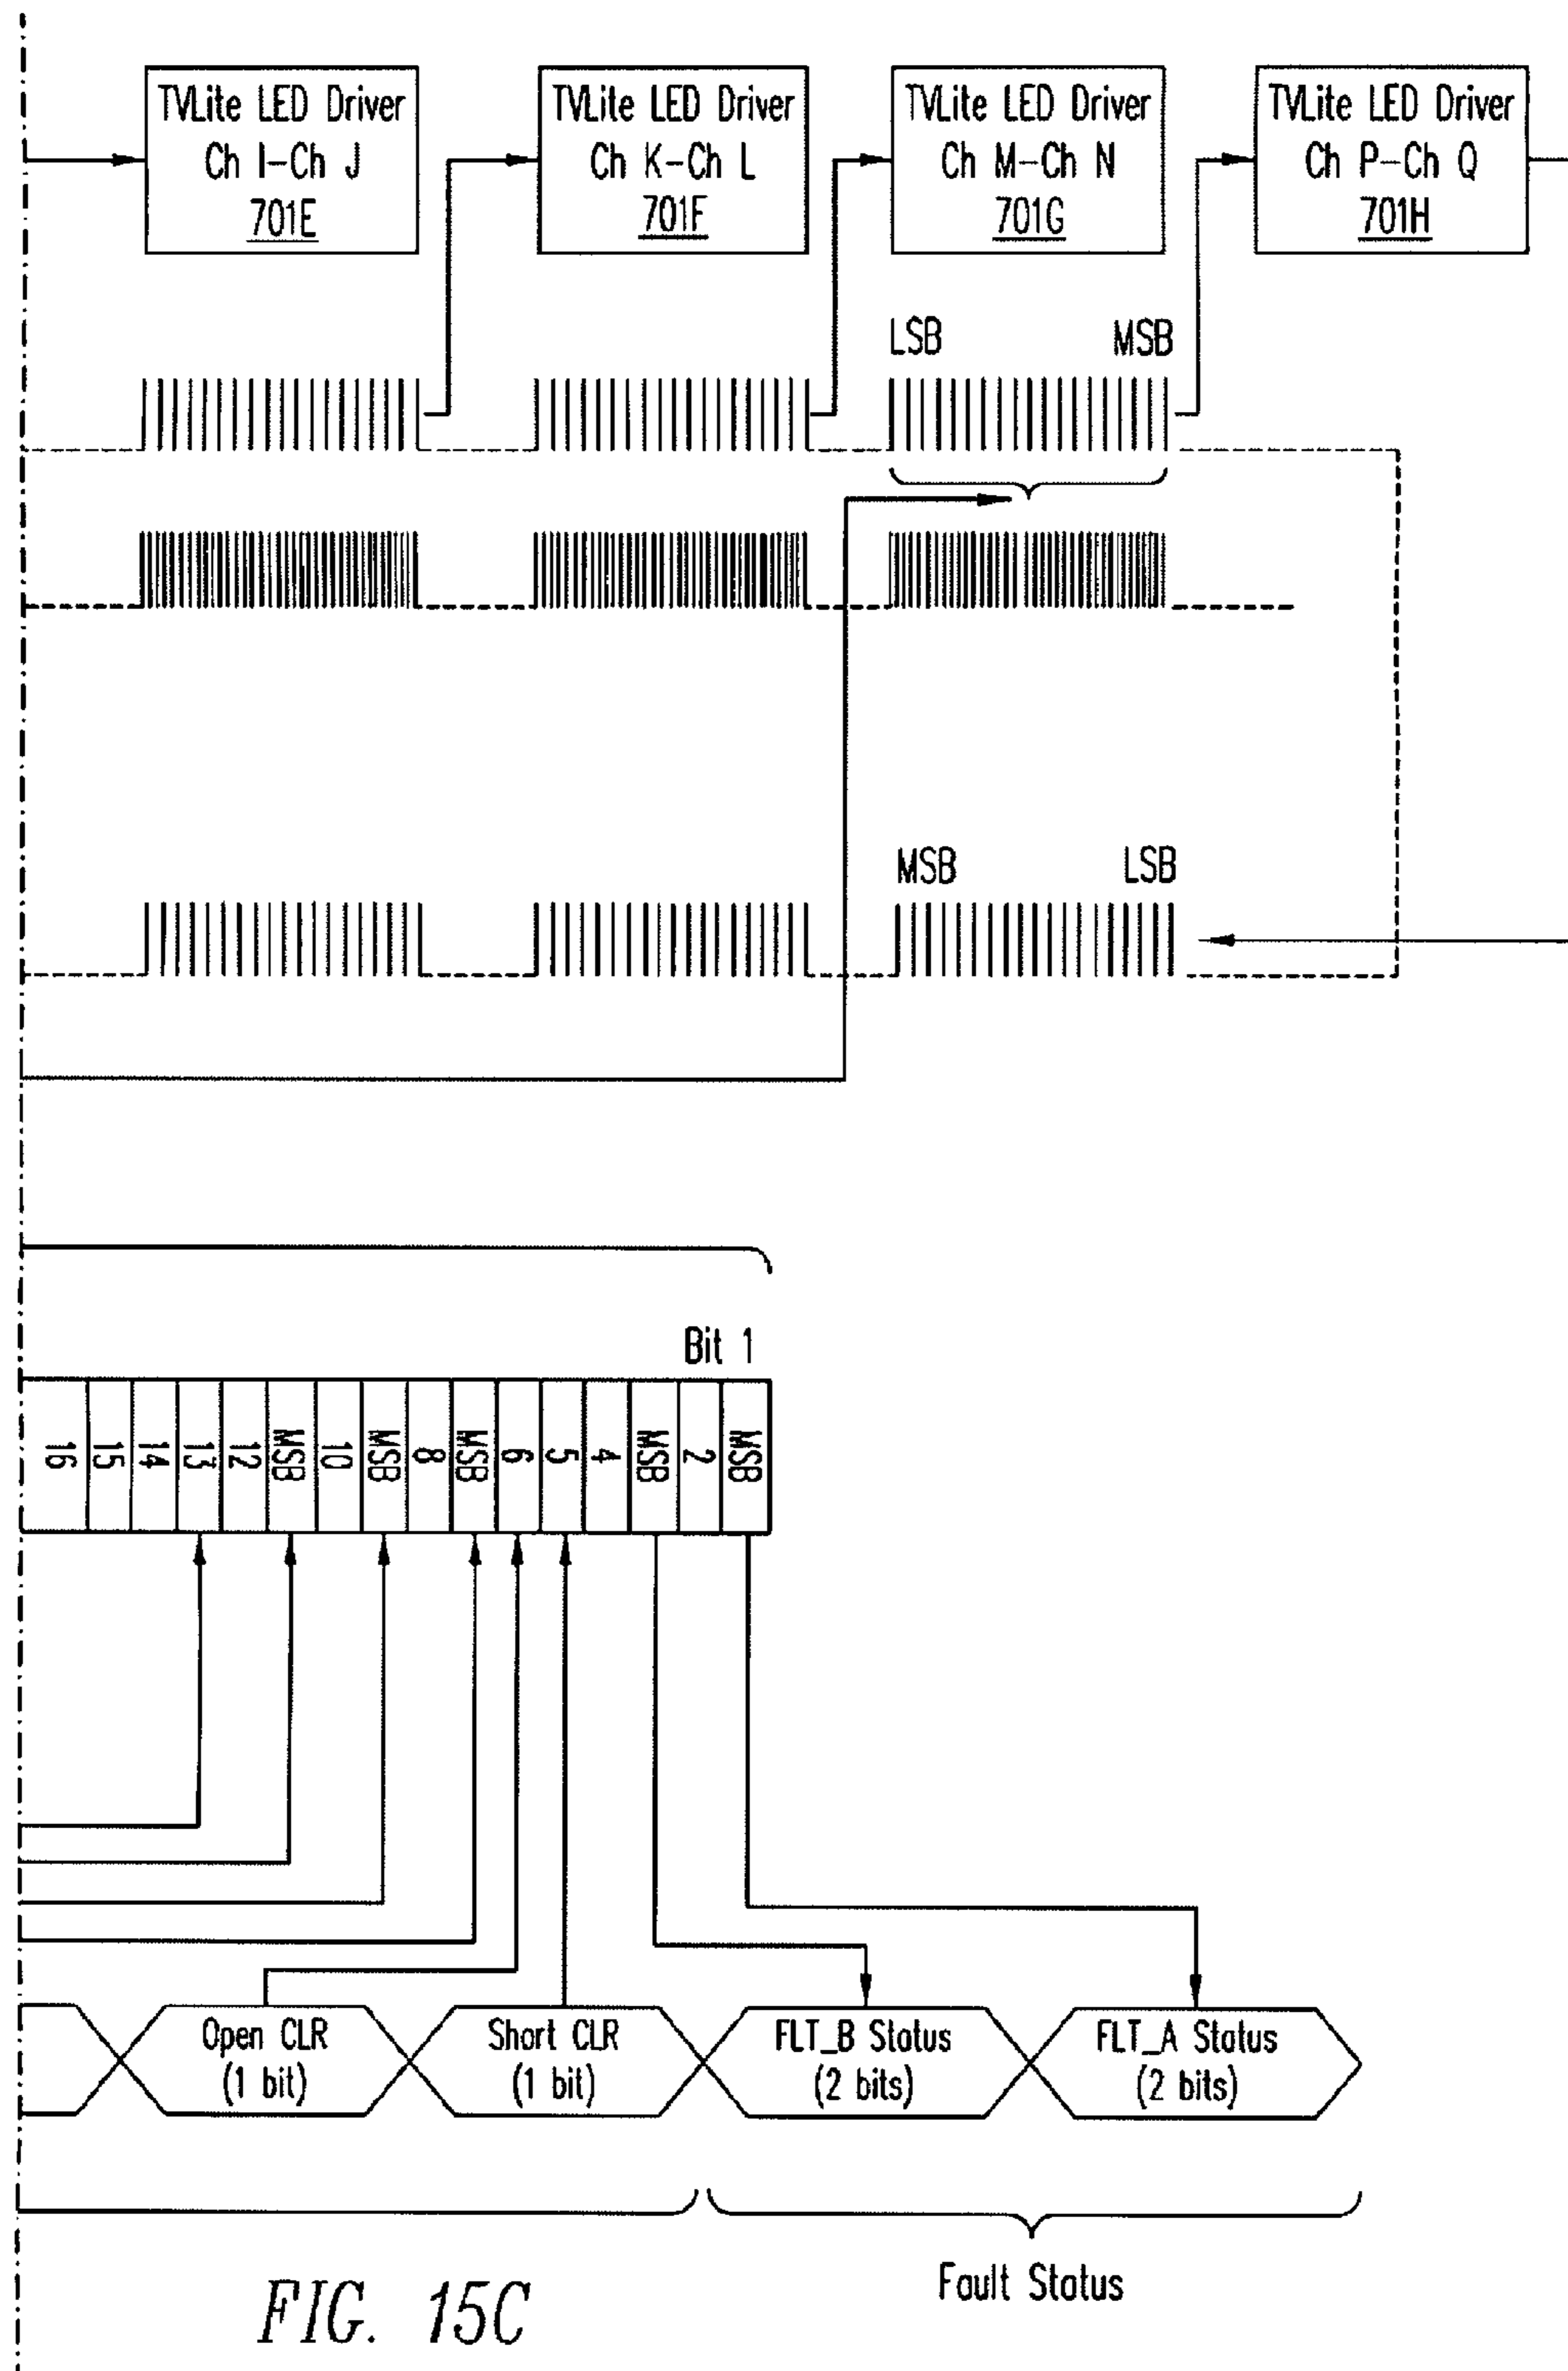 TVLite LED Driver
Ch I-Ch J
701E
TVLite LED Driver
Ch K-Ch L
701F
TVLite LED Driver
Ch M-Ch N
701G
TVLite LED Driver
Ch P-Ch Q
701H
LSB
MSB
MSB
LSB
Bit 1
16
15
14
13
12
MSB
10
MSB
8
MSB
6
5
4
MSB
2
MSB
Open CLR
(1 bit)
Short CLR
(1 bit)
FLT_B Status
(2 bits)
FLT_A Status
(2 bits)
Fault Status
FIG. 15C